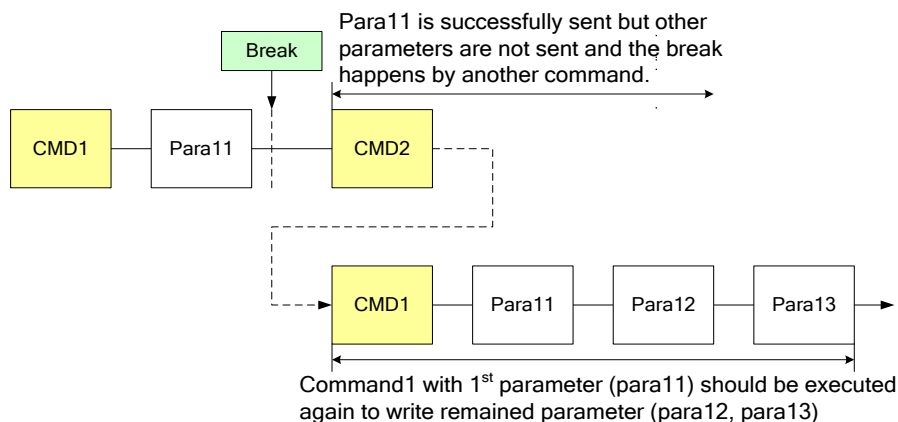 Para11 is successfully sent but other
parameters are not sent and the break
happens by another command.
Break
CMD1
Para11
CMD2
CMD1
Para11
Para12
Para13
Command1 with 1st parameter (para11) should be executed
again to write remained parameter (para12, para13)